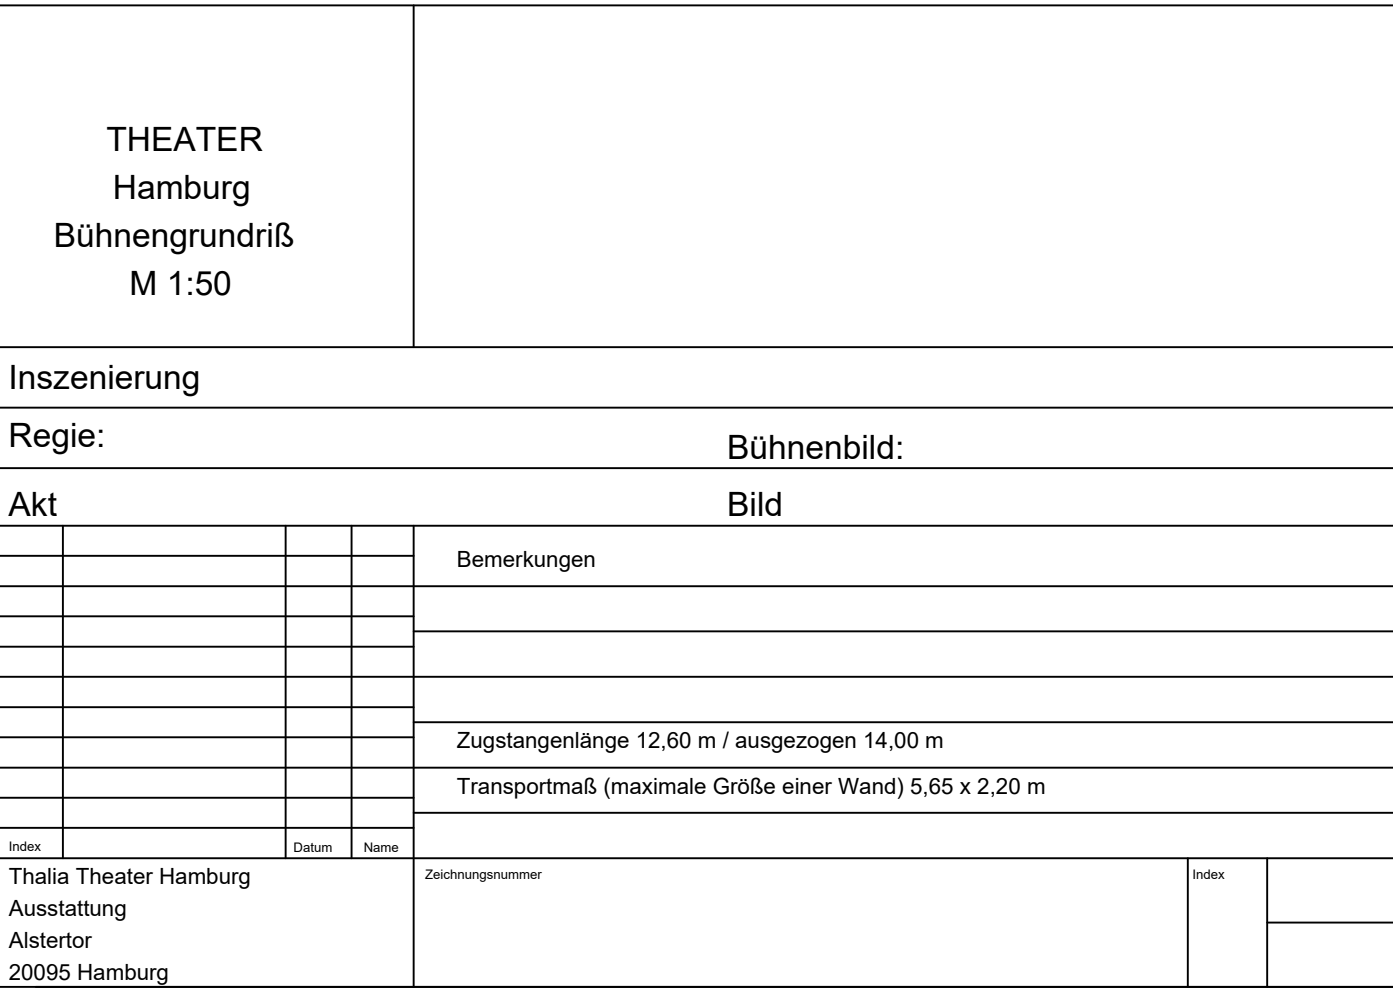 THEATER
Hamburg
Bühnengrundriß
M 1:50
Inszenierung
Regie:
Bühnenbild:
Akt
Bild
Bemerkungen
Zugstangenlänge 12,60 m / ausgezogen 14,00 m
Transportmaß (maximale Größe einer Wand) 5,65 x 2,20 m
Index
Datum
Name
Thalia Theater Hamburg
Ausstattung
Alstertor
20095 Hamburg
Zeichnungsnummer
Index